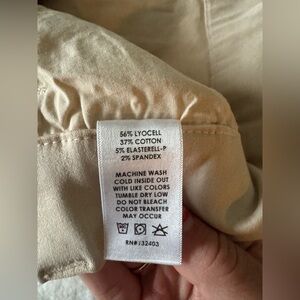 56% LYOCELL
37% COTTON
5% ELASTERELL-P
2% SPANDEX
MACHINE WASH
COLD INSIDE OUT
WITH LIKE COLORS
TUMBLE DRY LOW
DO NOT BLEACH
COLOR TRANSFER
MAY OCCUR
RN#132403